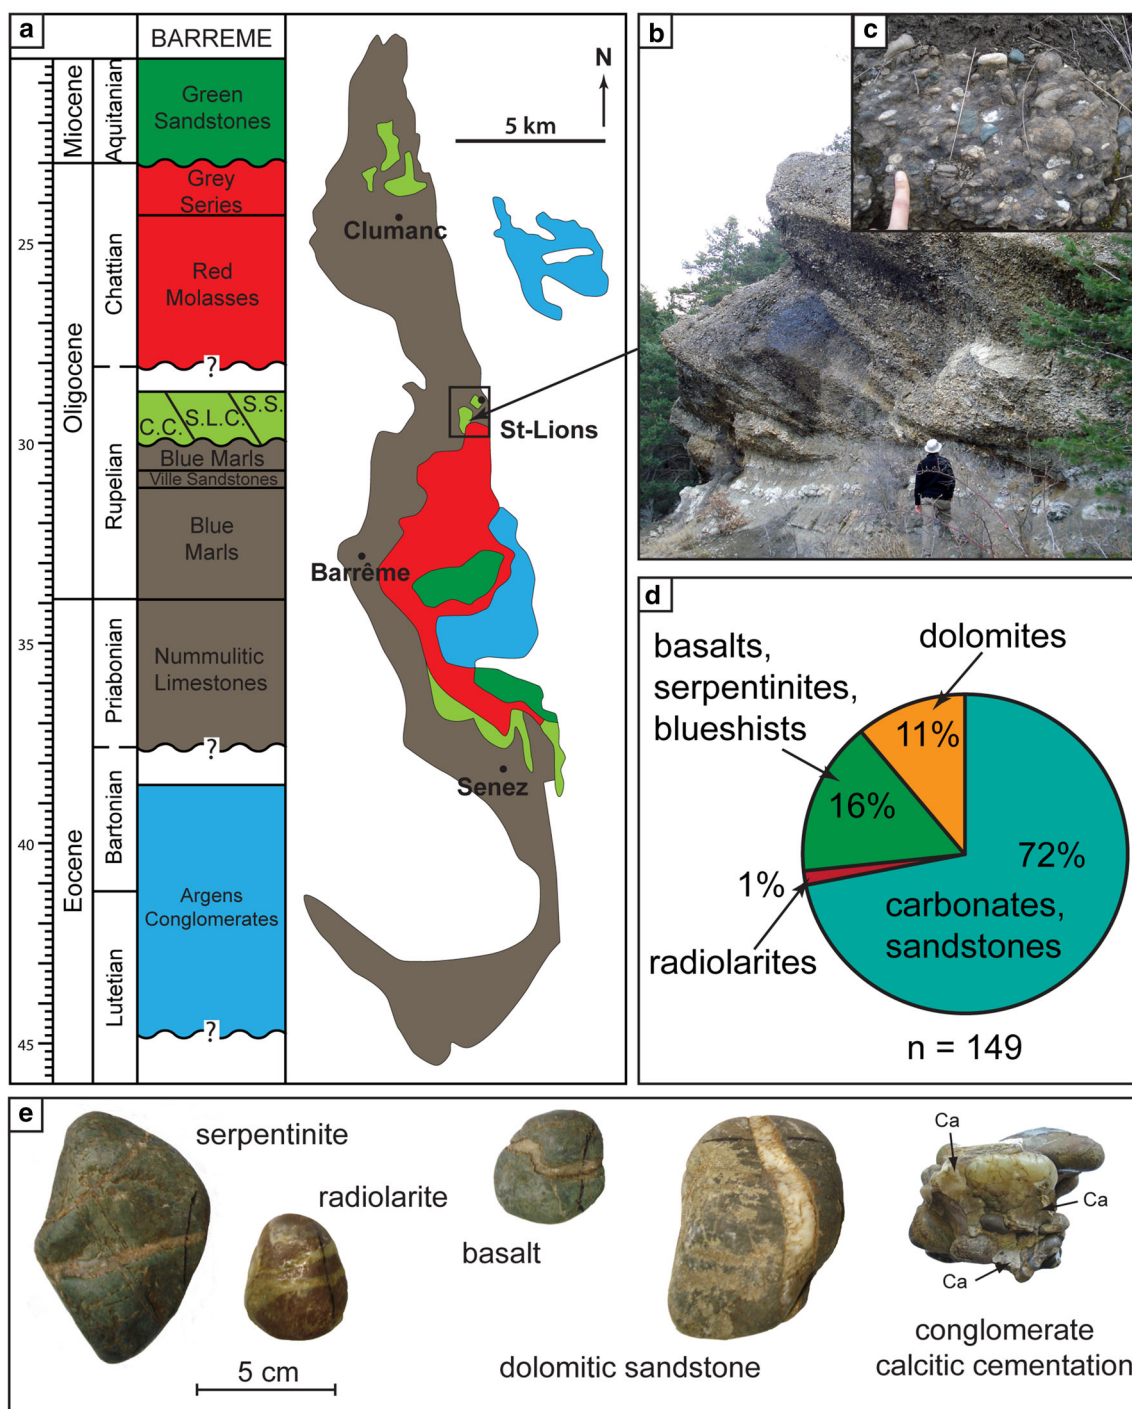 a
BARREME
Miocene
Aquitanian
Green
Sandstones
Grey
Series
25
Chattian
Red
Molasses
?
Oligocene
C.C. S.L.C. S.S.
30
Rupelian
Blue Marls
Ville Sandstones
Blue
Marls
35
Priabonian
Nummulitic
Limestones
?
Eocene
Bartonian
40
Argens
Conglomerates
Lutetian
?
45
N
5 km
Clumanc
St-Lions
Barrême
Senez
b
c
d
basalts,
serpentinites,
blueshists
dolomites
11%
16%
72%
1%
carbonates,
sandstones
radiolarites
n = 149
e
serpentinite
radiolarite
basalt
dolomitic sandstone
Ca
Ca
Ca
conglomerate
calcitic cementation
5 cm